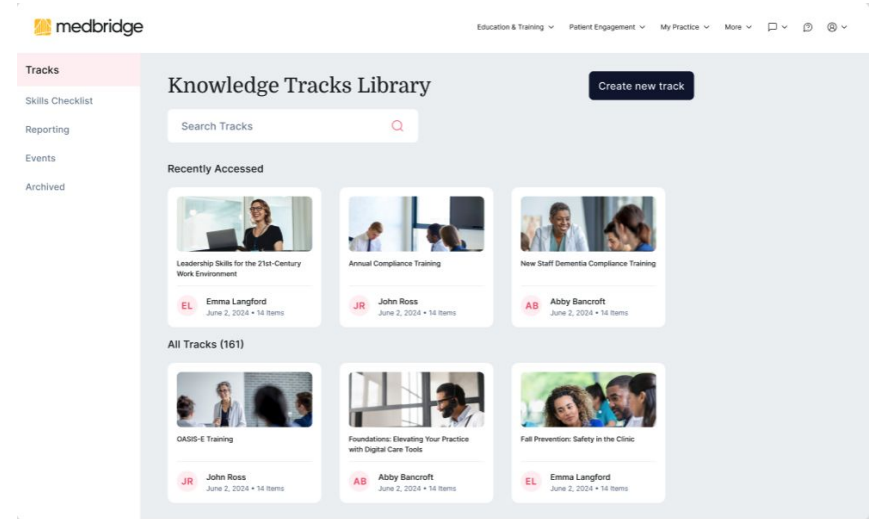 medbridge
Education & Training
Patient Engagement
My Practice
More
Tracks
Skills Checklist
Reporting
Events
Archived
Knowledge Tracks Library
Create new track
Search Tracks
Recently Accessed
Leadership Skills for the 21st-Century
Work Environment
EL
Emma Langford
June 2, 2024 • 14 Items
Annual Compliance Training
JR
John Ross
June 2, 2024 • 14 Items
New Staff Dementia Compliance Training
AB
Abby Bancroft
June 2, 2024 • 14 Items
All Tracks (161)
OASIS-E Training
JR
John Ross
June 2, 2024 • 14 Items
Foundations: Elevating Your Practice
with Digital Care Tools
AB
Abby Bancroft
June 2, 2024 • 14 Items
Fall Prevention: Safety in the Clinic
EL
Emma Langford
June 2, 2024 • 14 Items